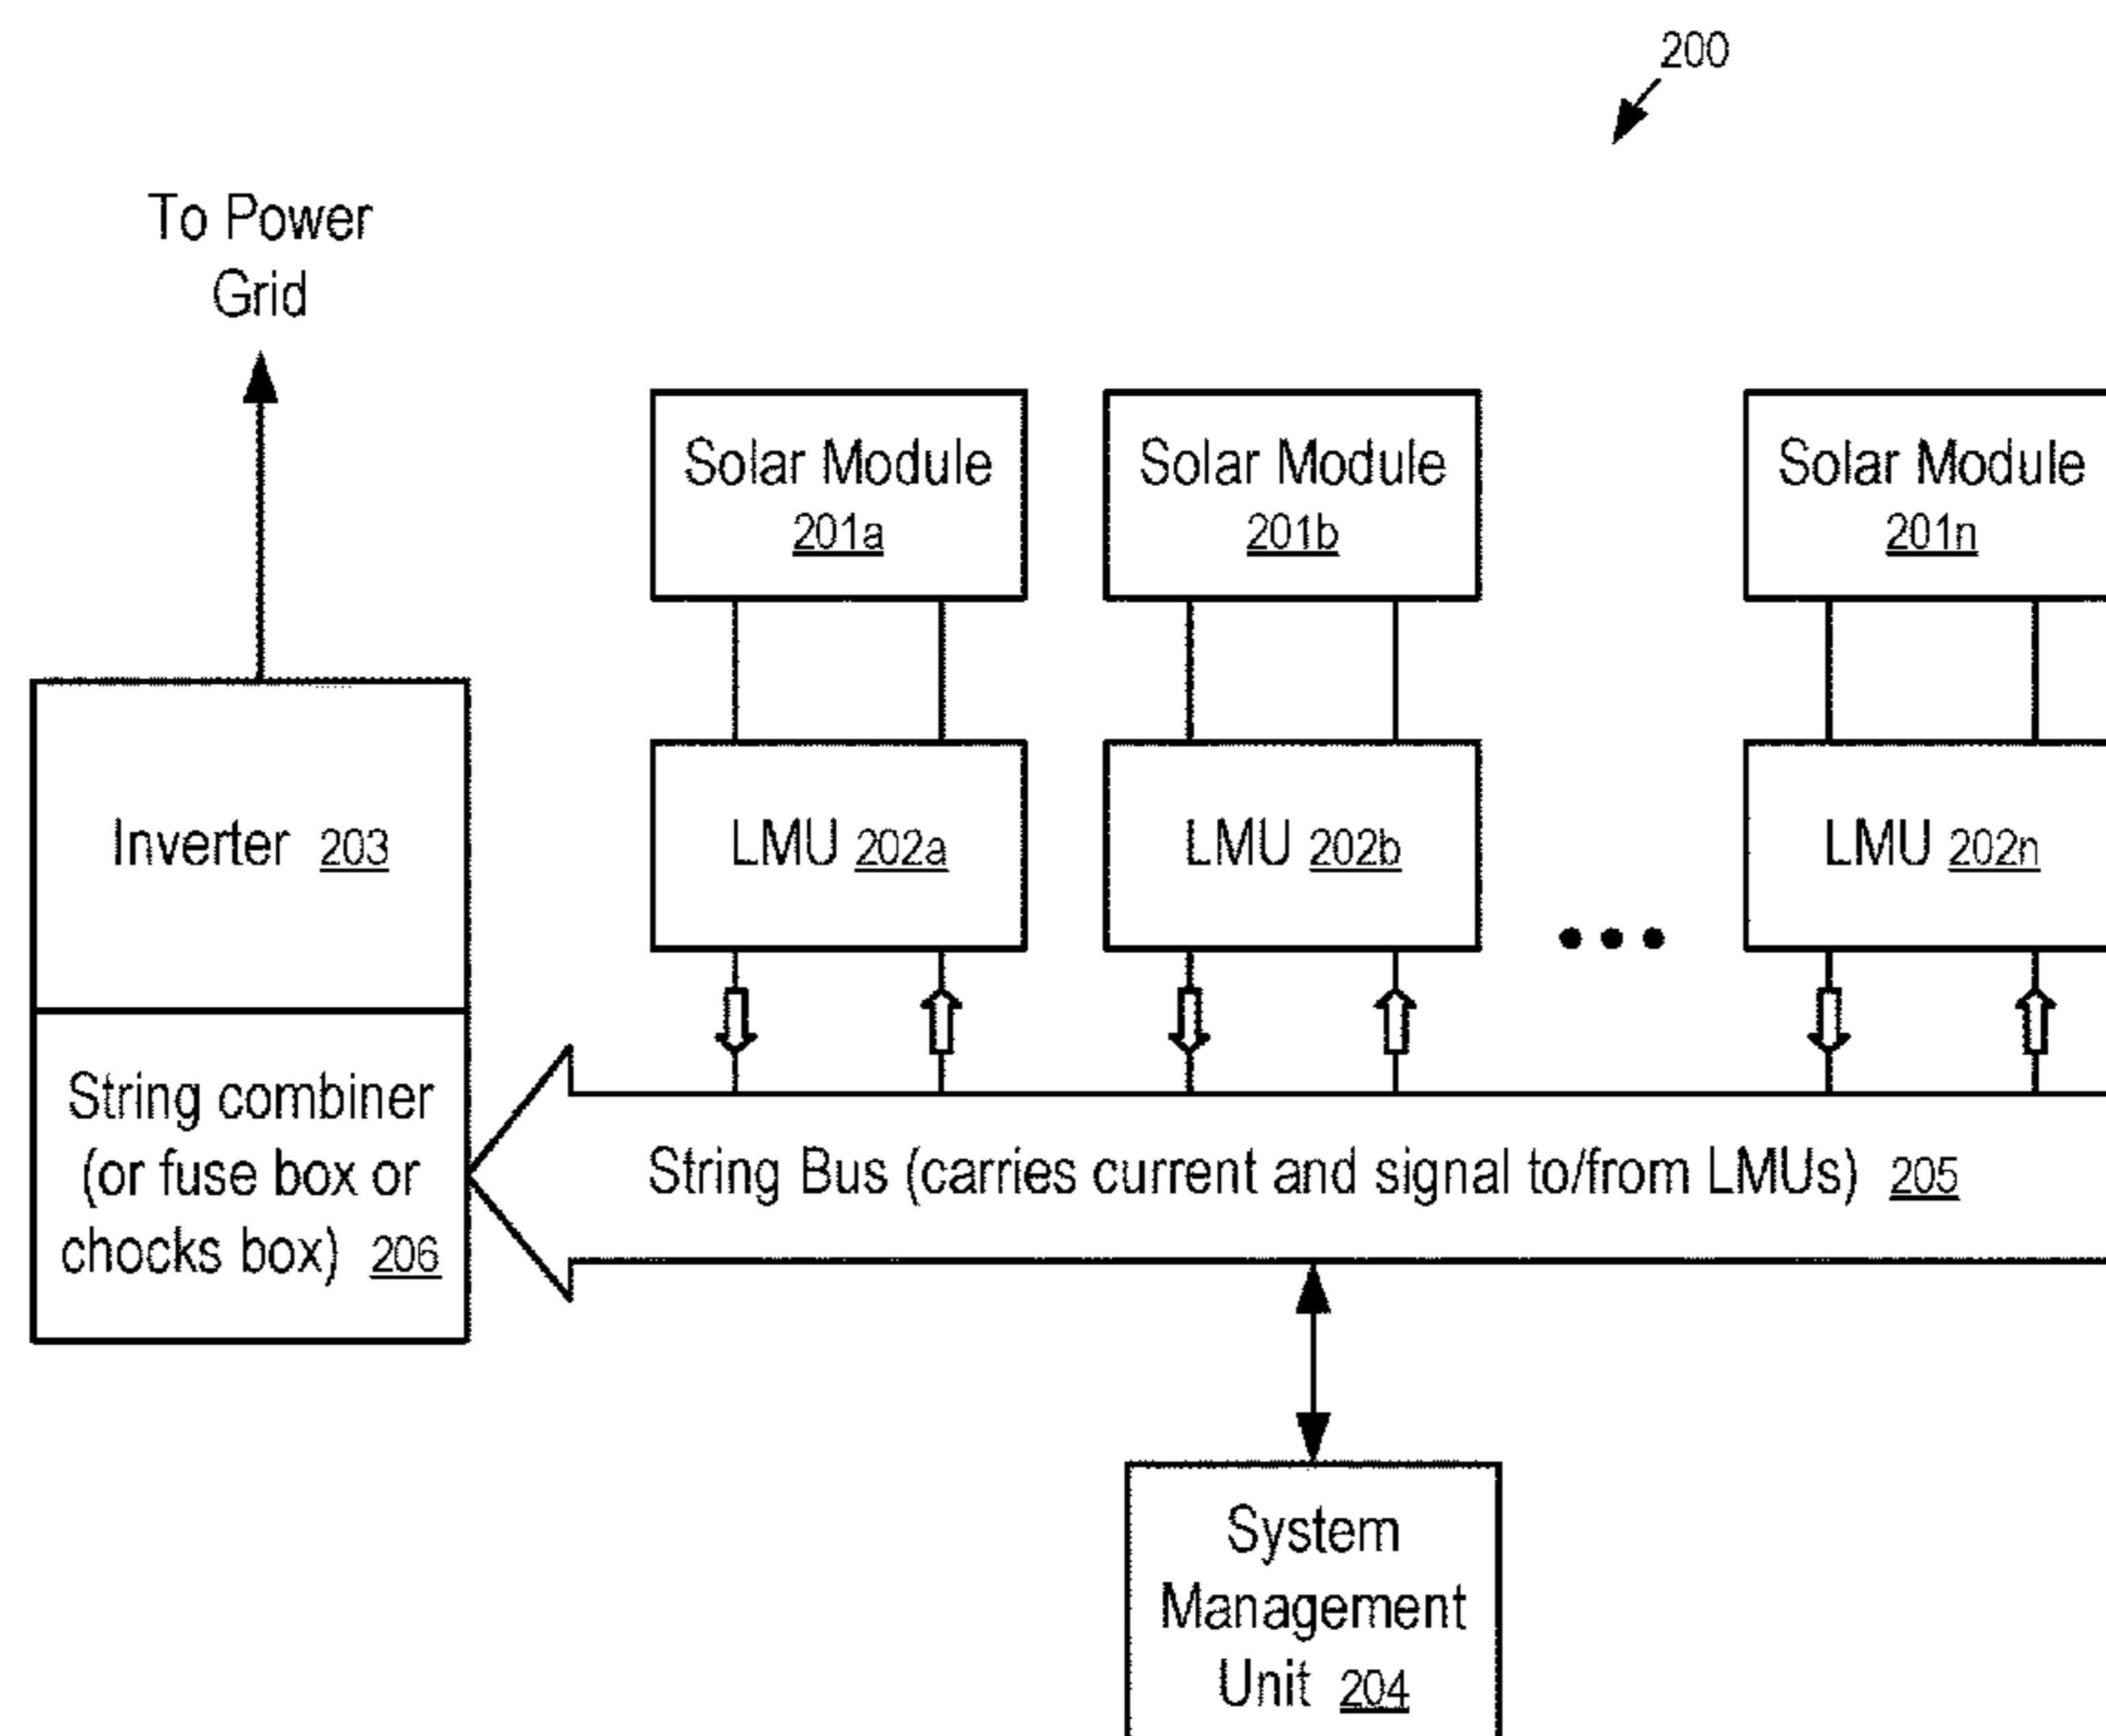 200
To Power
Grid
Solar Module
201a
Solar Module
201b
Solar Module
201n
Inverter 203
LMU 202a
LMU 202b
LMU 202n
String combiner
(or fuse box or
chocks box) 206
String Bus (carries current and signal to/from LMUs) 205
System
Management
Unit 204